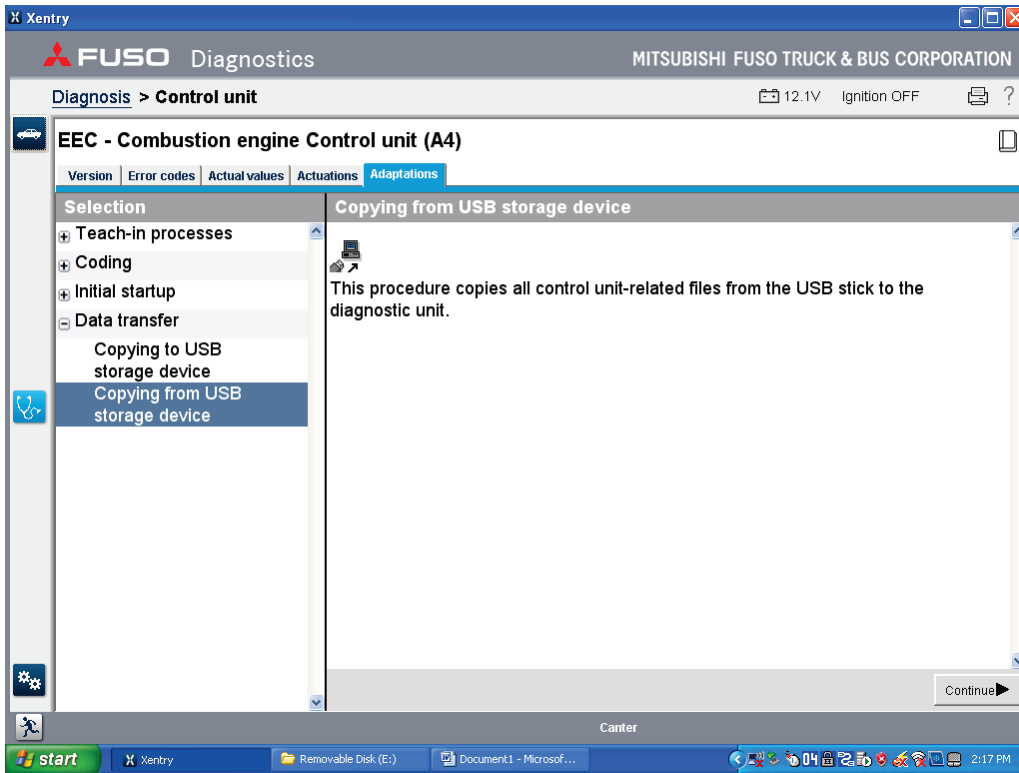 Xentry
FUSO Diagnostics
MITSUBISHI FUSO TRUCK & BUS CORPORATION
Diagnosis > Control unit
12.1V Ignition OFF
?
EEC - Combustion engine Control unit (A4)
Version Error codes Actual values Actuations Adaptations
Selection
Teach-in processes
Coding
Initial startup
Data transfer
Copying to USB
storage device
Copying from USB
storage device
Copying from USB storage device
This procedure copies all control unit-related files from the USB stick to the
diagnostic unit.
Continue
Canter
start
Xentry
Removable Disk (E:)
Document1 - Microsof...
04
2:17 PM